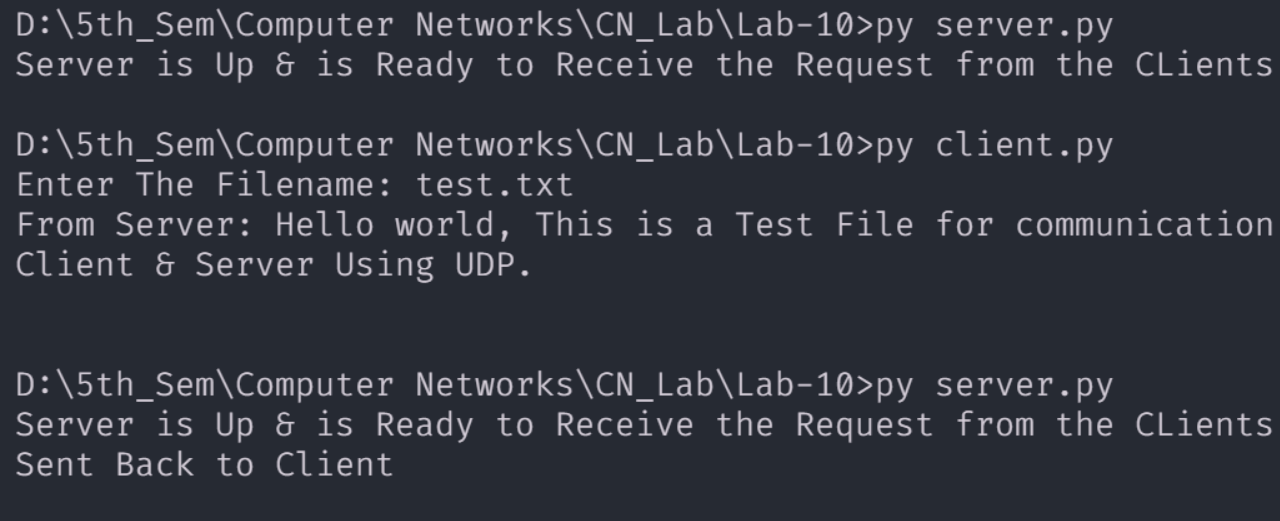 D:\5th_Sem\Computer Networks\CN_Lab\Lab-10>py server.py
Server is Up & is Ready to Receive the Request from the CLients
D:\5th_Sem\Computer Networks\CN_Lab\Lab-10>py client.py
Enter The Filename: test.txt
From Server: Hello world, This is a Test File for communication
Client & Server Using UDP.
D:\5th_Sem\Computer Networks\CN_Lab\Lab-10>py server.py
Server is Up & is Ready to Receive the Request from the CLients
Sent Back to Client